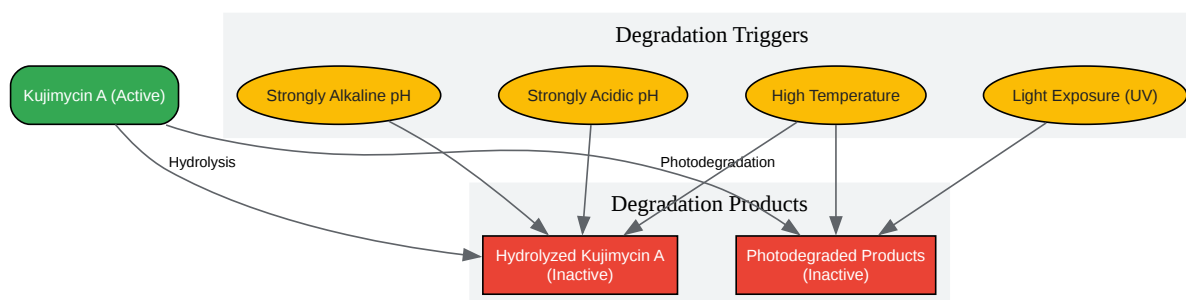 Degradation Triggers
Kujimycin A (Active)
Strongly Alkaline pH
Strongly Acidic pH
High Temperature
Light Exposure (UV)
Hydrolysis
Photodegradation
Degradation Products
Hydrolyzed Kujimycin A
(Inactive)
Photodegraded Products
(Inactive)